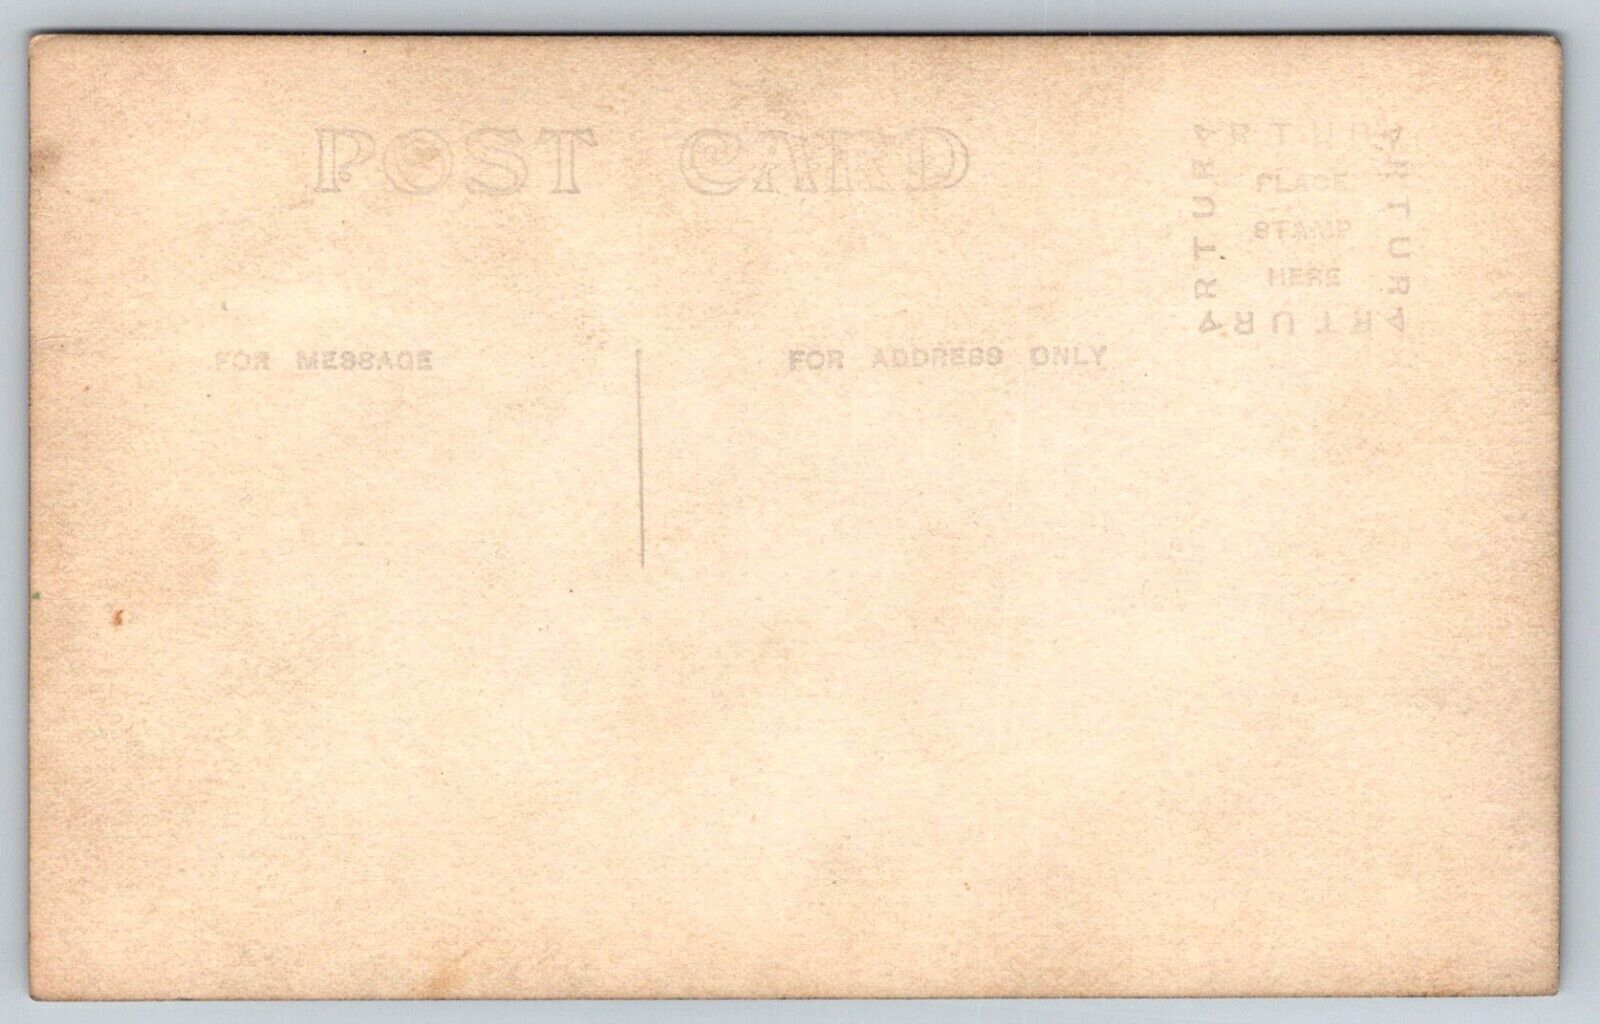 POST CARD
ARTURA
ARTURA
ARTURA
ARTURA
PLACE
STAMP
HERE
FOR MESSAGE
FOR ADDRESS ONLY